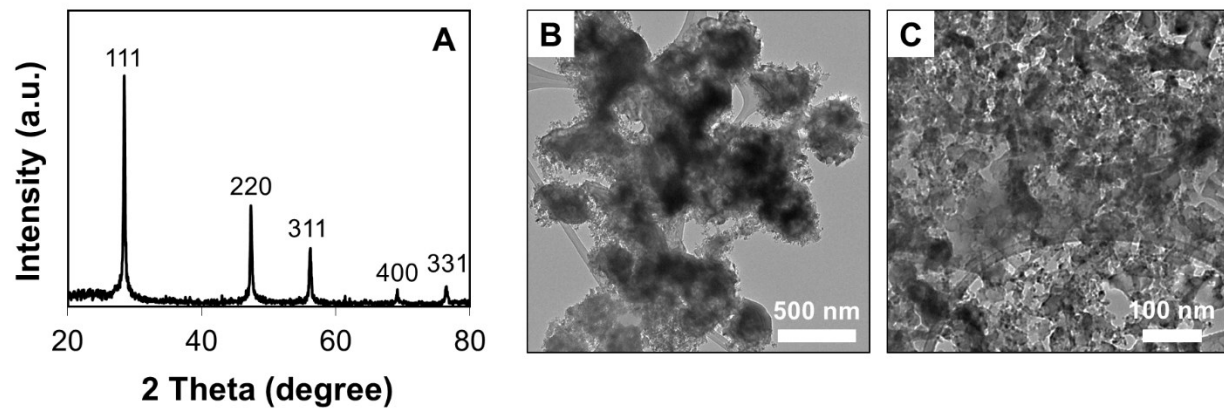 A
111
220
311
400
331
Intensity (a.u.)
20 40 60 80
2 Theta (degree)
B
500 nm
C
100 nm